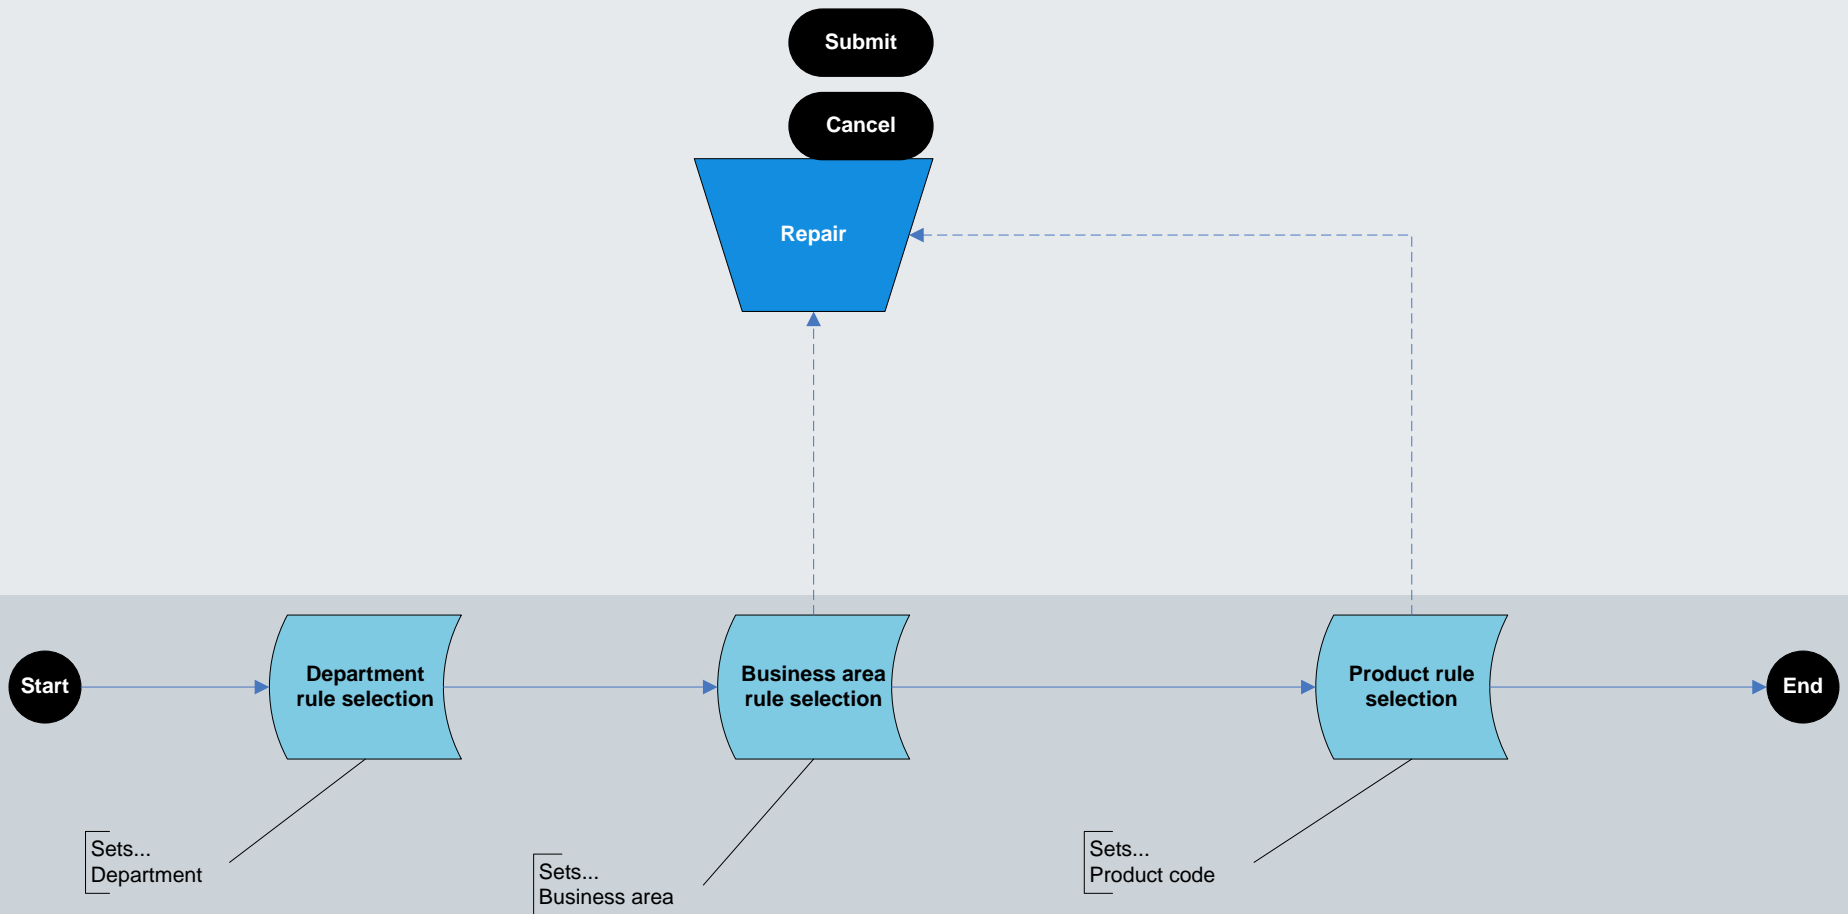 Submit
Cancel
Repair
Start
Department
rule selection
Business area
rule selection
Product rule
selection
End
Sets...
Department
Sets...
Business area
Sets...
Product code